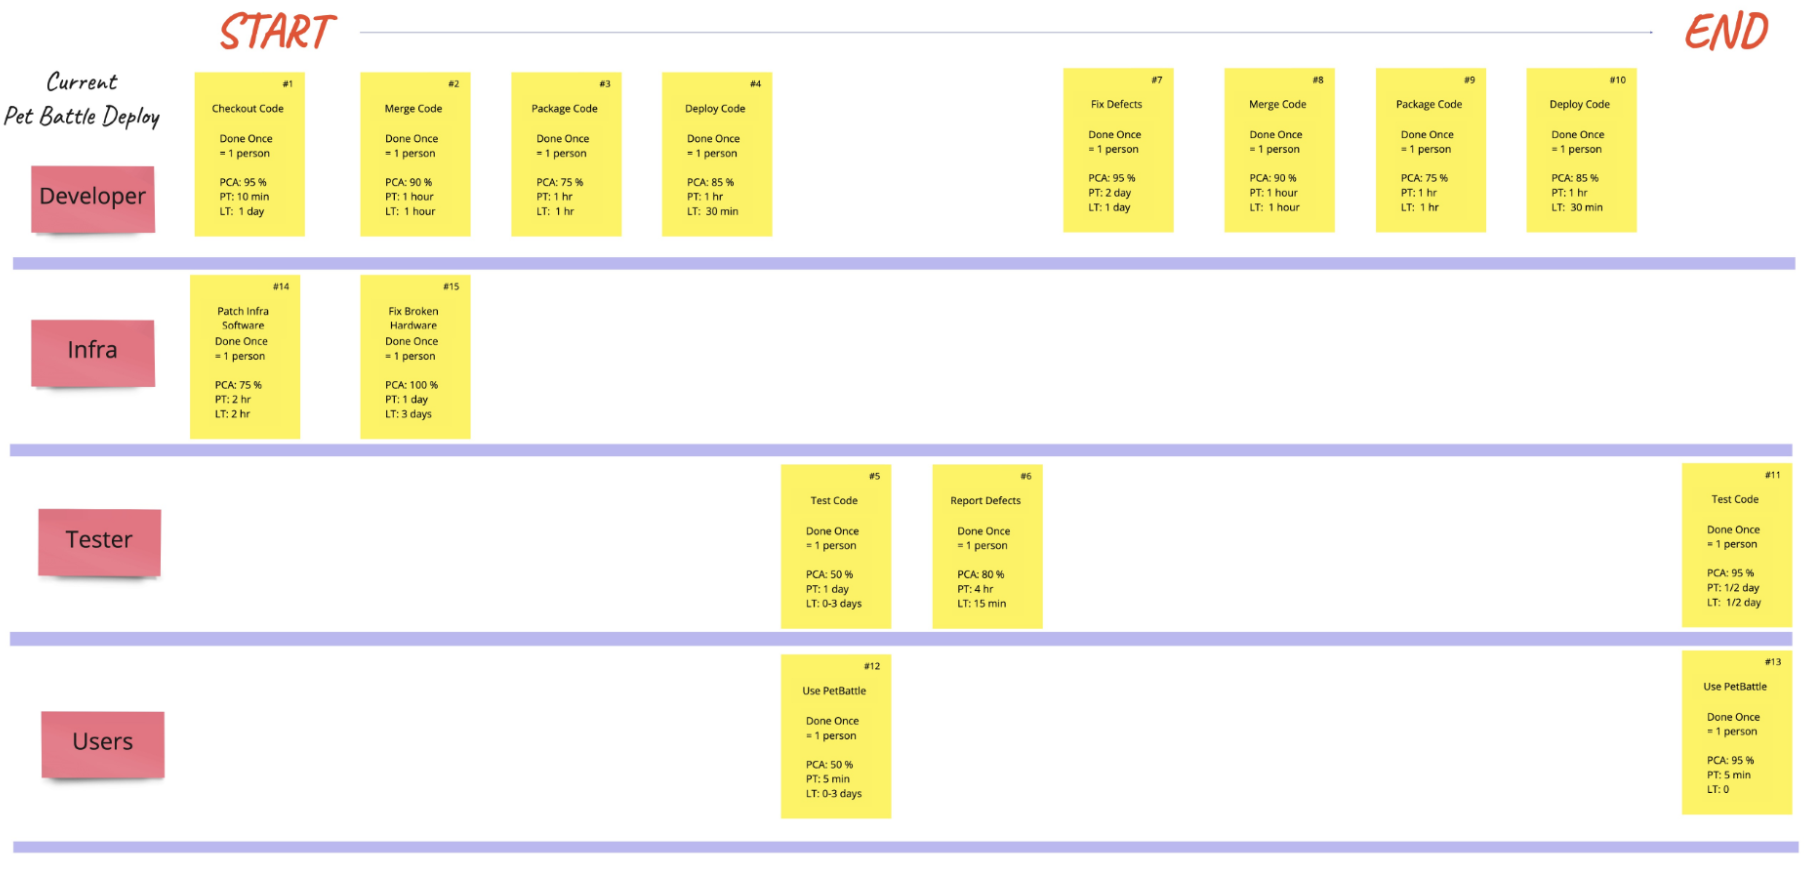 START
END
Current
Pet Battle Deploy
Developer
#1
Checkout Code
Done Once
= 1 person
PCA: 95 %
PT: 10 min
LT:  1 day
#2
Merge Code
Done Once
= 1 person
PCA: 90 %
PT: 1 hour
LT:  1 hour
#3
Package Code
Done Once
= 1 person
PCA: 75 %
PT: 1 hr
LT:  1 hr
#4
Deploy Code
Done Once
= 1 person
PCA: 85 %
PT: 1 hr
LT:  30 min
#7
Fix Defects
Done Once
= 1 person
PCA: 95 %
PT: 2 day
LT: 1 day
#8
Merge Code
Done Once
= 1 person
PCA: 90 %
PT: 1 hour
LT:  1 hour
#9
Package Code
Done Once
= 1 person
PCA: 75 %
PT: 1 hr
LT:  1 hr
#10
Deploy Code
Done Once
= 1 person
PCA: 85 %
PT: 1 hr
LT:  30 min
Infra
#14
Patch Infra
Software
Done Once
= 1 person
PCA: 75 %
PT: 2 hr
LT: 2 hr
#15
Fix Broken
Hardware
Done Once
= 1 person
PCA: 100 %
PT: 1 day
LT: 3 days
Tester
#5
Test Code
Done Once
= 1 person
PCA: 50 %
PT: 1 day
LT: 0-3 days
#6
Report Defects
Done Once
= 1 person
PCA: 80 %
PT: 4 hr
LT: 15 min
#11
Test Code
Done Once
= 1 person
PCA: 95 %
PT: 1/2 day
LT:  1/2 day
Users
#12
Use PetBattle
Done Once
= 1 person
PCA: 50 %
PT: 5 min
LT: 0-3 days
#13
Use PetBattle
Done Once
= 1 person
PCA: 95 %
PT: 5 min
LT: 0